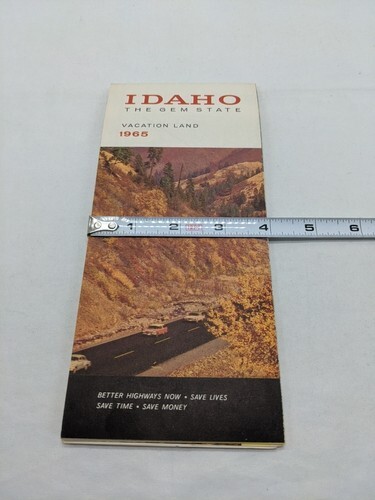 IDAHO
THE GEM STATE
VACATION LAND
1965
1 2 3 4 5 6
BETTER HIGHWAYS NOW • SAVE LIVES
SAVE TIME • SAVE MONEY